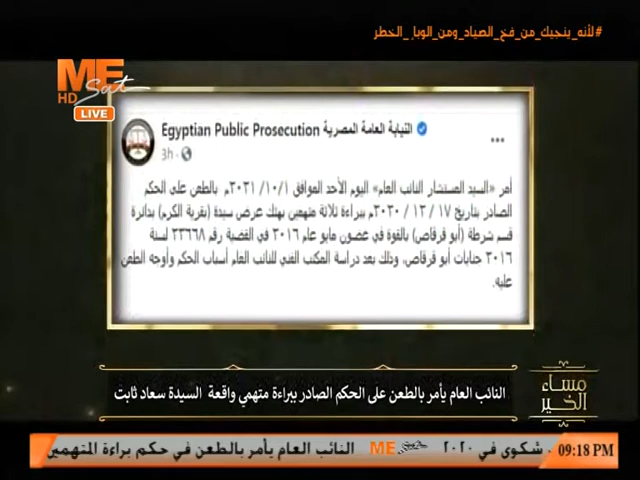 #لأنه_ينجيك_من_فخ_الصياد_ومن_الوبا_الخطر
ME
Sat
HD
LIVE
Egyptian Public Prosecution النيابة العامة المصرية
3h
أمر «السيد المستشار النائب العام» اليوم الأحد الموافق ١٠/١/ ٢٠٢١م بالطعن على الحكم
الصادر بتاريخ ١٧ / ١٢ / ٢٠٢٠م ببراءة ثلاثة متهمين بهتك عرض سيدة (بقرية الكرم) بدائرة
قسم شرطة (أبو قرقاص) بالقوة في غضون مايو عام ٢٠١٦ في القضية رقم ٢٣٦٦٨ لسنة
٢٠١٦ جنايات أبو قرقاص، وذلك بعد دراسة المكتب الفني للنائب العام أسباب الحكم وأوجه الطعن
عليه.
النائب العام يأمر بالطعن على الحكم الصادر ببراءة متهمي واقعة السيدة سعاد ثابت
مساء
الخير
09:18 PM
- شكوى في ٢٠٢٠ ME Sat النائب العام يأمر بالطعن في حكم براءة المتهمين